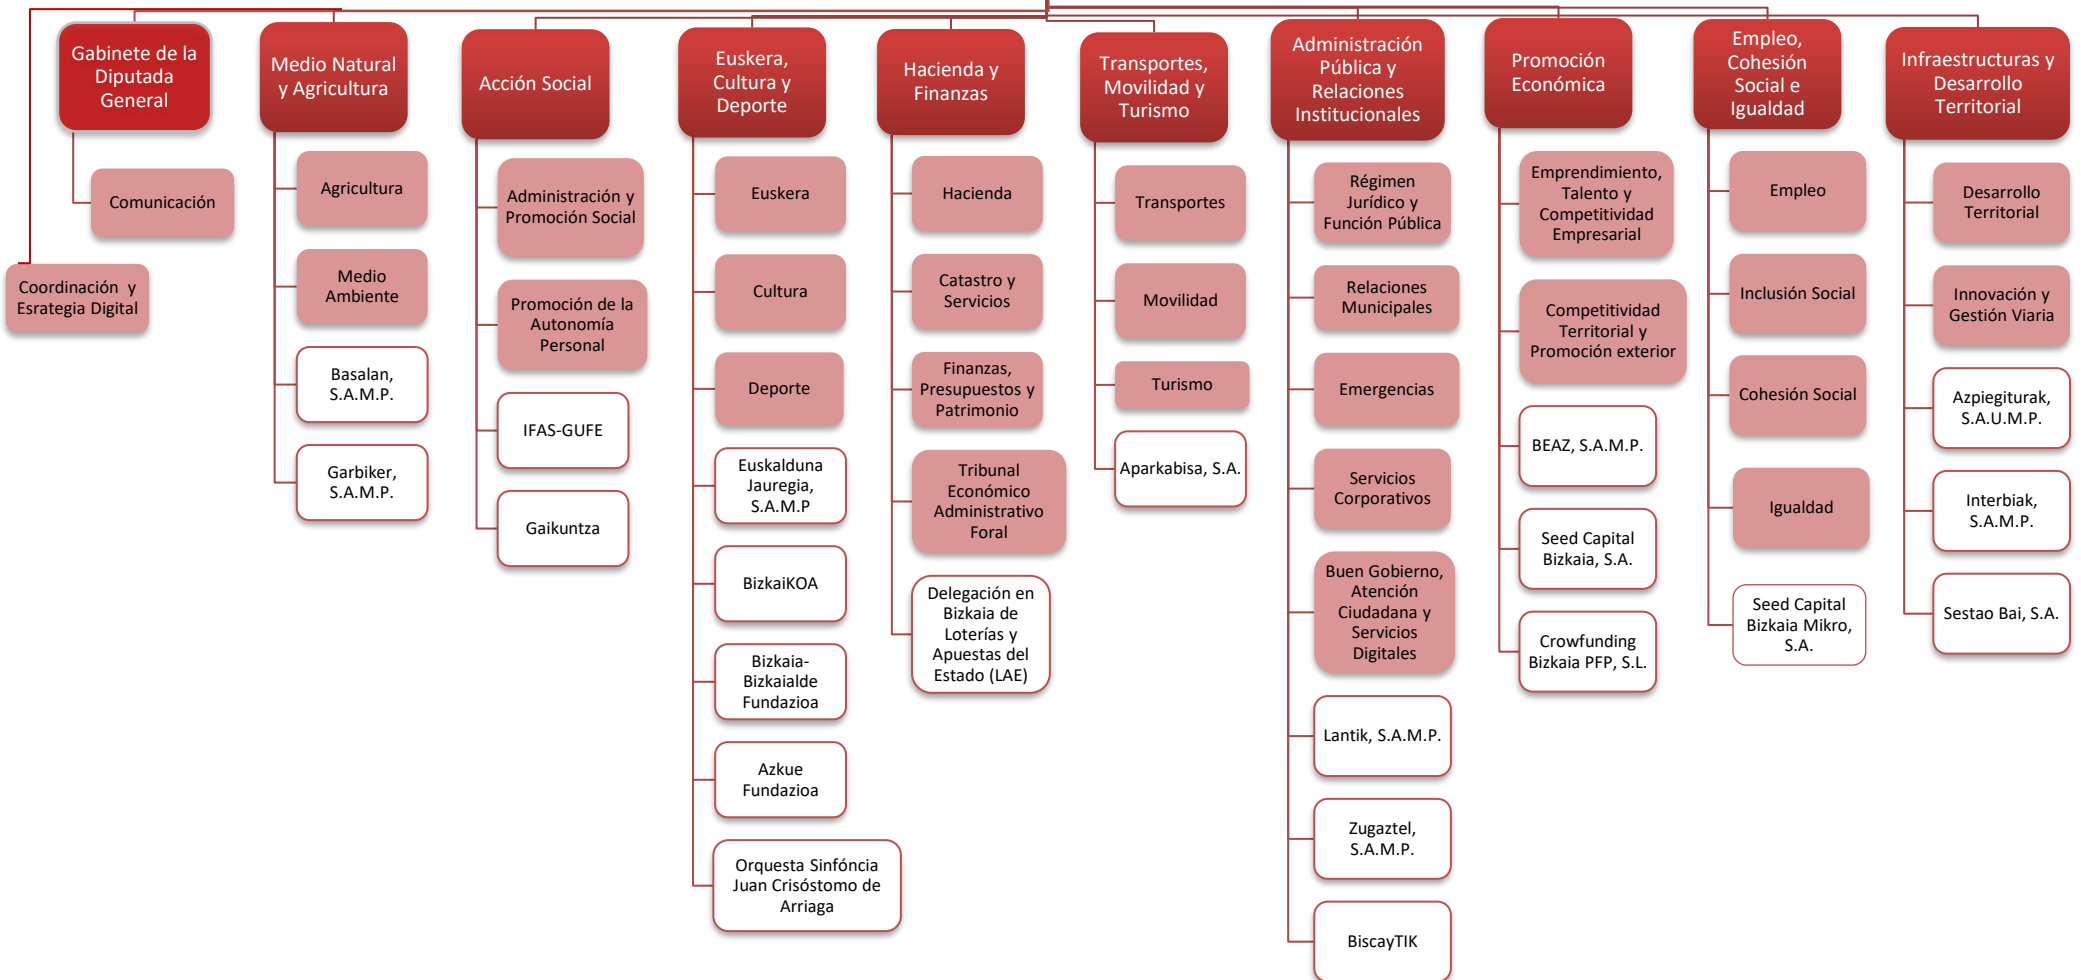 Gabinete de la
Diputada
General
Comunicación
Coordinación y
Esrategia Digital
Medio Natural
y Agricultura
Agricultura
Medio
Ambiente
Basalan,
S.A.M.P.
Garbiker,
S.A.M.P.
Acción Social
Administración y
Promoción Social
Promoción de la
Autonomía
Personal
IFAS-GUFE
Gaikuntza
Euskera,
Cultura y
Deporte
Euskera
Cultura
Deporte
Euskalduna
Jauregia,
S.A.M.P
BizkaiKOA
Bizkaia-
Bizkaialde
Fundazioa
Azkue
Fundazioa
Orquesta Sinfóncia
Juan Crisóstomo de
Arriaga
Hacienda y
Finanzas
Hacienda
Catastro y
Servicios
Finanzas,
Presupuestos y
Patrimonio
Tribunal
Económico
Administrativo
Foral
Delegación en
Bizkaia de
Loterías y
Apuestas del
Estado (LAE)
Transportes,
Movilidad y
Turismo
Transportes
Movilidad
Turismo
Aparkabisa, S.A.
Administración
Pública y
Relaciones
Institucionales
Régimen
Jurídico y
Función Pública
Relaciones
Municipales
Emergencias
Servicios
Corporativos
Buen Gobierno,
Atención
Ciudadana y
Servicios
Digitales
Lantik, S.A.M.P.
Zugaztel,
S.A.M.P.
BiscayTIK
Promoción
Económica
Emprendimiento,
Talento y
Competitividad
Empresarial
Competitividad
Territorial y
Promoción exterior
BEAZ, S.A.M.P.
Seed Capital
Bizkaia, S.A.
Crowfunding
Bizkaia PFP, S.L.
Empleo,
Cohesión
Social e
Igualdad
Empleo
Inclusión Social
Cohesión Social
Igualdad
Seed Capital
Bizkaia Mikro,
S.A.
Infraestructuras y
Desarrollo
Territorial
Desarrollo
Territorial
Innovación y
Gestión Viaria
Azpiegiturak,
S.A.U.M.P.
Interbiak,
S.A.M.P.
Sestao Bai, S.A.